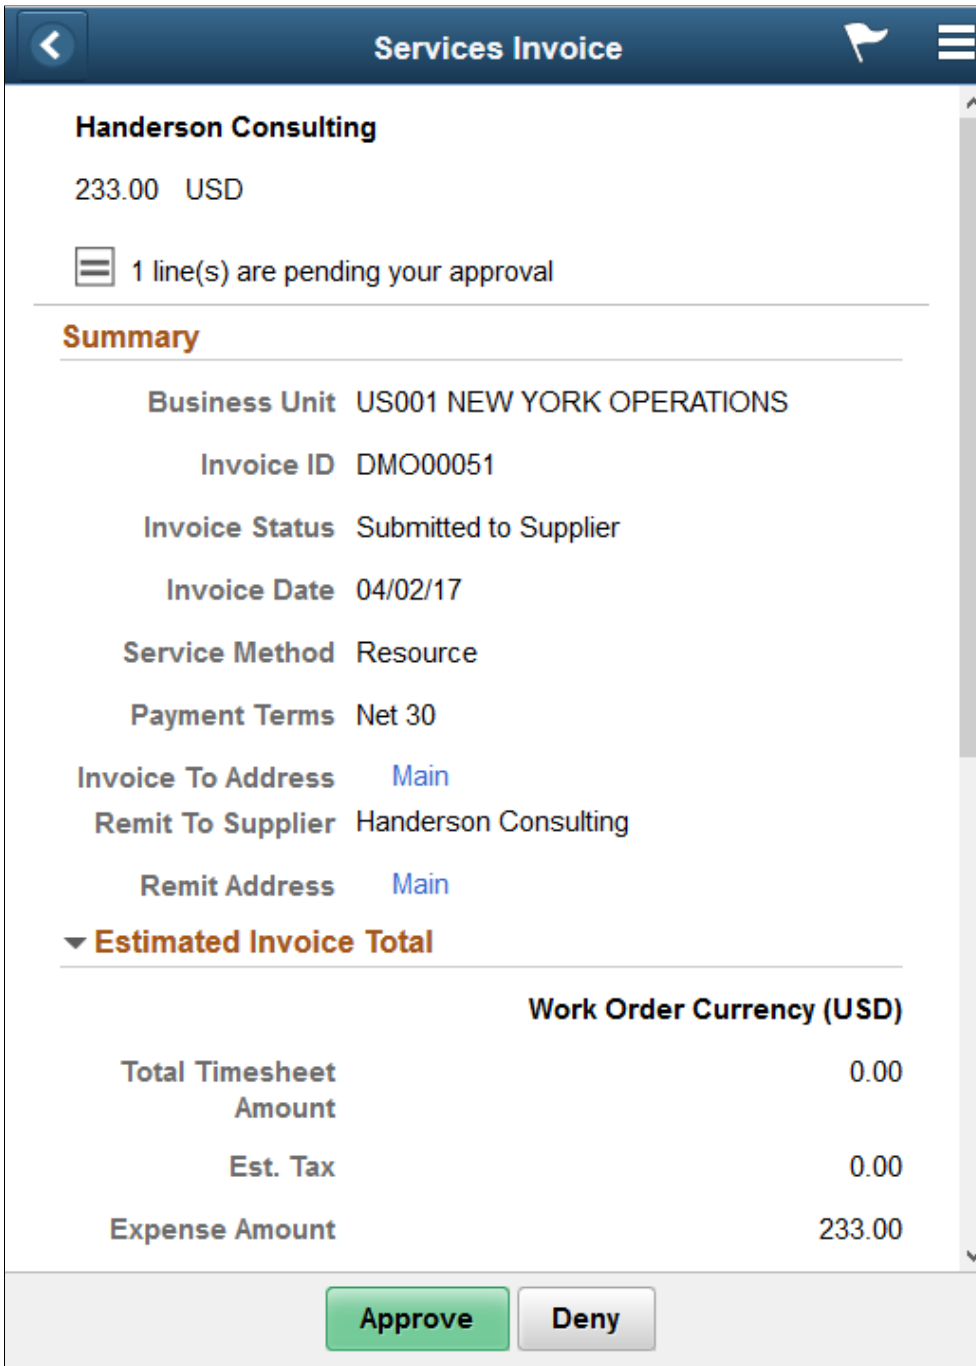 Services Invoice
Handerson Consulting
233.00 USD
1 line(s) are pending your approval
Summary
Business Unit US001 NEW YORK OPERATIONS
Invoice ID DMO00051
Invoice Status Submitted to Supplier
Invoice Date 04/02/17
Service Method Resource
Payment Terms Net 30
Invoice To Address Main
Remit To Supplier Handerson Consulting
Remit Address Main
Estimated Invoice Total
Work Order Currency (USD)
Total Timesheet 0.00
Amount
Est. Tax 0.00
Expense Amount 233.00
Approve Deny